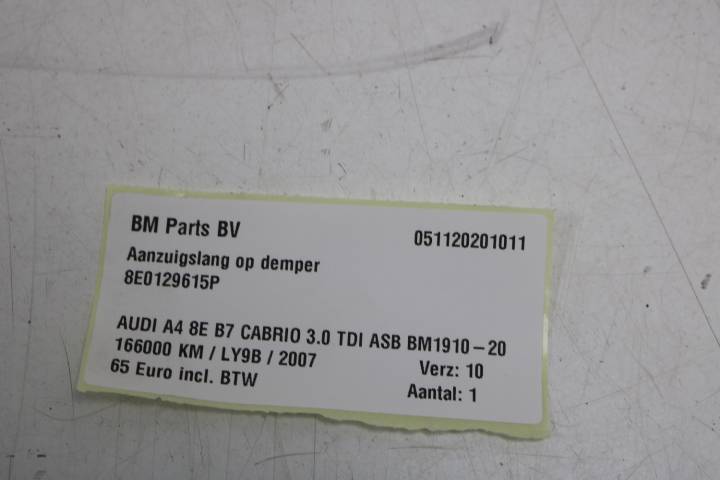 BM Parts BV 051120201011
Aanzuigslang op demper
8E0129615P
AUDI A4 8E B7 CABRIO 3.0 TDI ASB BM1910-20
166000 KM / LY9B / 2007 Verz: 10
65 Euro incl. BTW Aantal: 1